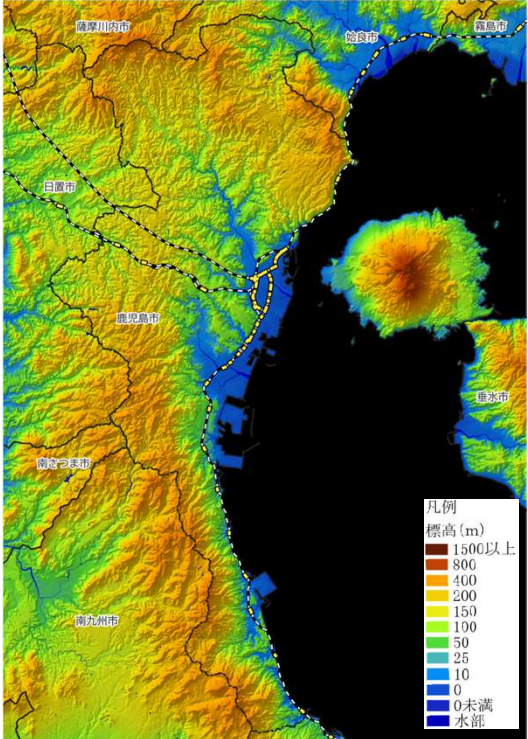 薩摩川内市
姶良市
霧島市
日置市
鹿児島市
垂水市
南さつま市
南九州市
凡例
標高(m)
1500以上
800
400
200
150
100
50
25
10
0
0未満
水部